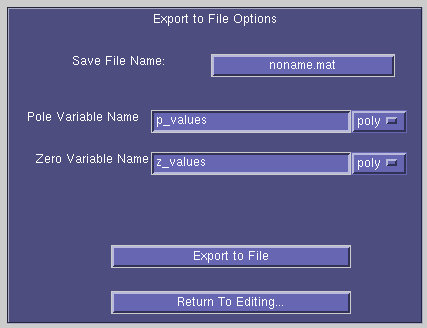 Export to File Options
Save File Name: noname.mat
Pole Variable Name p_values poly
Zero Variable Name z_values poly
Export to File
Return To Editing...